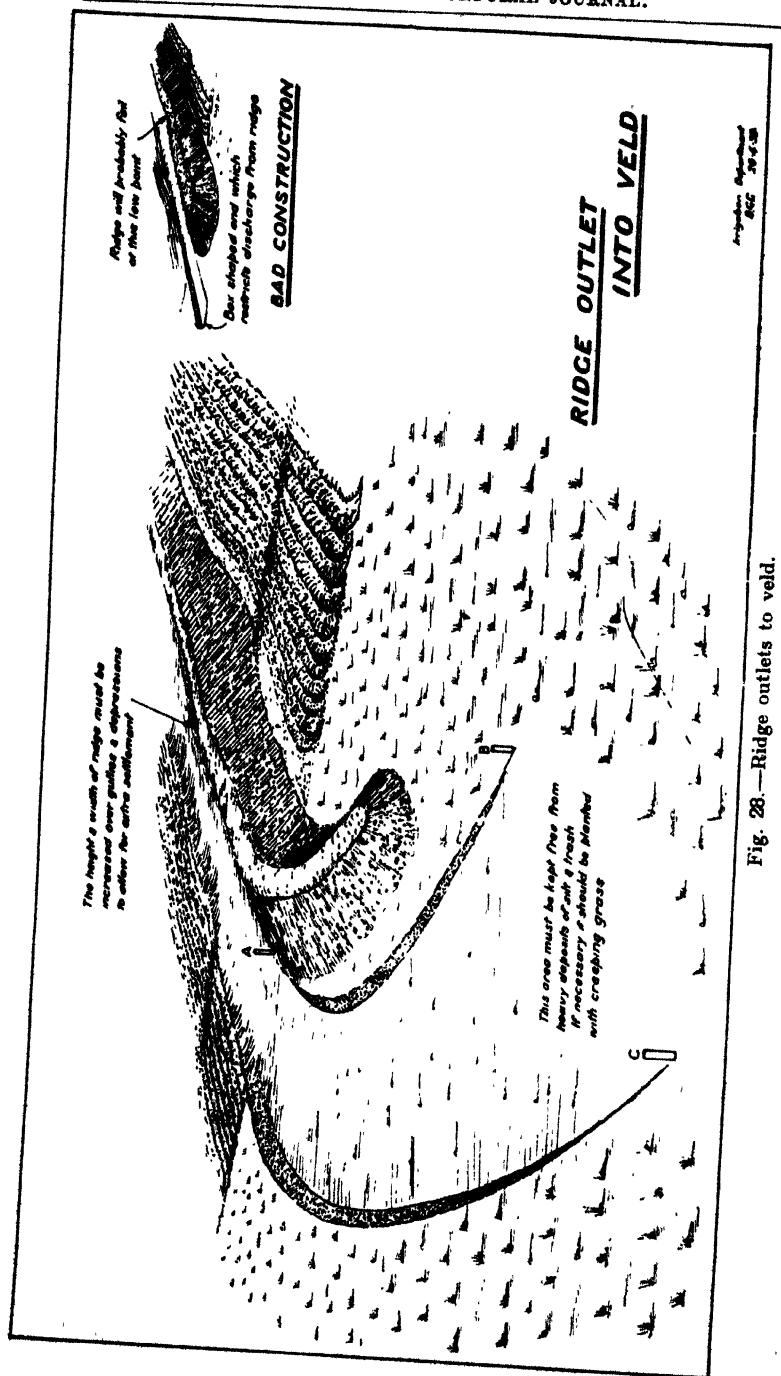 JOURNAL.
Ridge will probably fail
at this low point
Box shaped end which
restricts discharge from ridge
BAD CONSTRUCTION
The height & width of ridge must be
increased over gullies & depressions
to allow for extra settlement
A
B
C
This area must be kept free from
heavy deposits of silt & trash
If necessary it should be planted
with creeping grass
RIDGE OUTLET
INTO VELD
Irrigation Department
Fig. 28.—Ridge outlets to veld.